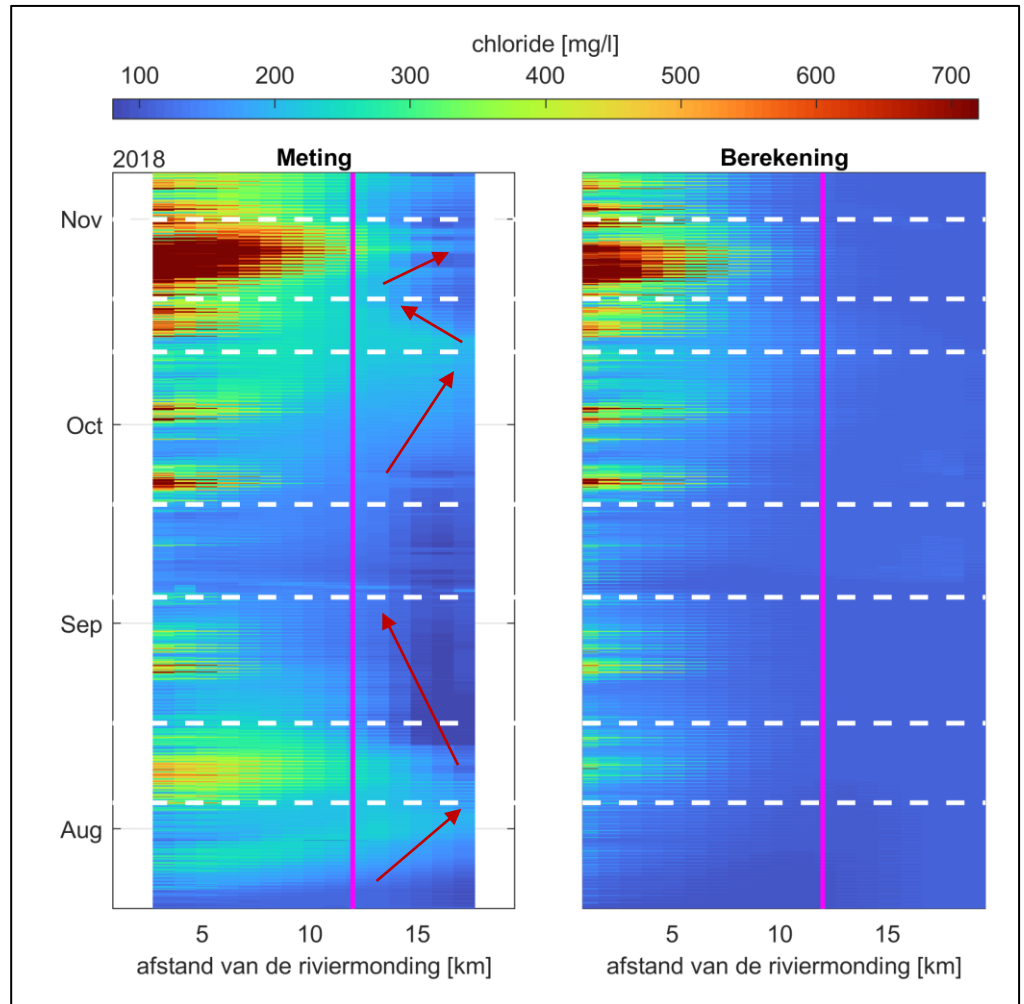 chloride [mg/l]
100 200 300 400 500 600 700
2018 Meting Berekening
Nov
Oct
Sep
Aug
5 10 15 5 10 15
afstand van de riviermonding [km] afstand van de riviermonding [km]